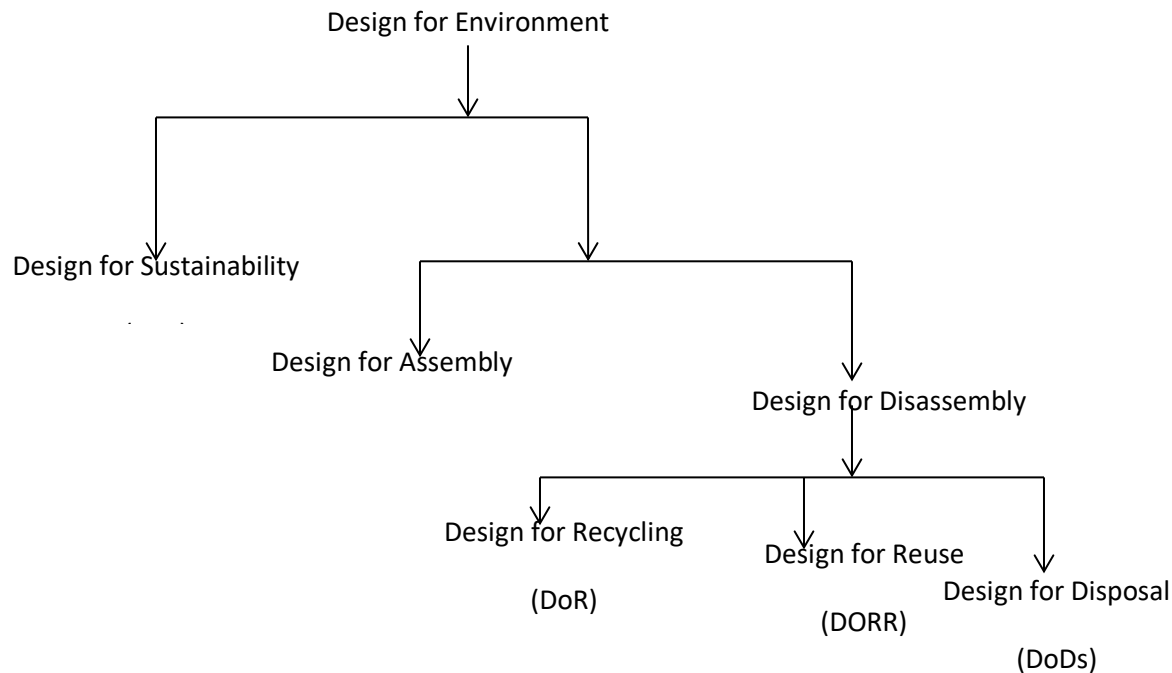 Design for Environment
Design for Sustainability
Design for Assembly
Design for Disassembly
Design for Recycling
(DoR)
Design for Reuse
(DORR)
Design for Disposal
(DoDs)